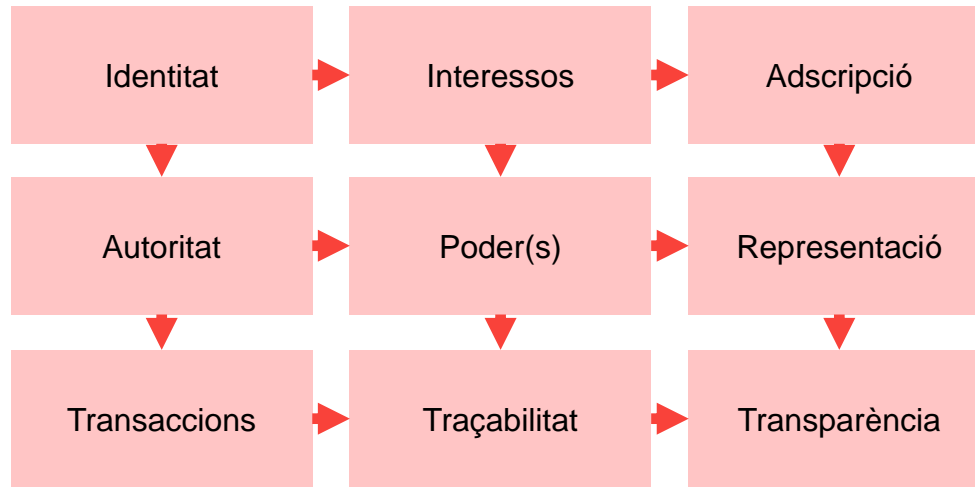 Identitat
Interessos
Adscripció
Autoritat
Poder(s)
Representació
Transaccions
Traçabilitat
Transparència